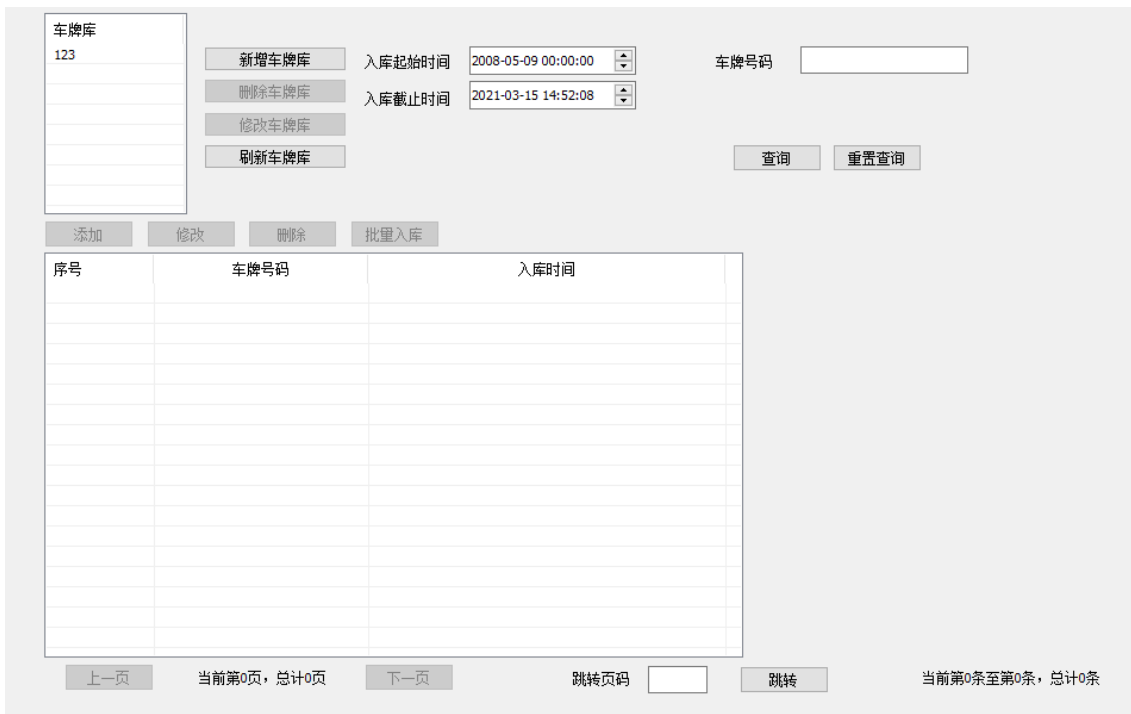 车牌库
123
新增车牌库
删除车牌库
修改车牌库
刷新车牌库
入库起始时间 2008-05-09 00:00:00
入库截止时间 2021-03-15 14:52:08
车牌号码
查询 重置查询
添加 修改 删除 批量入库
序号 车牌号码 入库时间
上一页 当前第0页，总计0页 下一页 跳转页码 跳转 当前第0条至第0条，总计0条